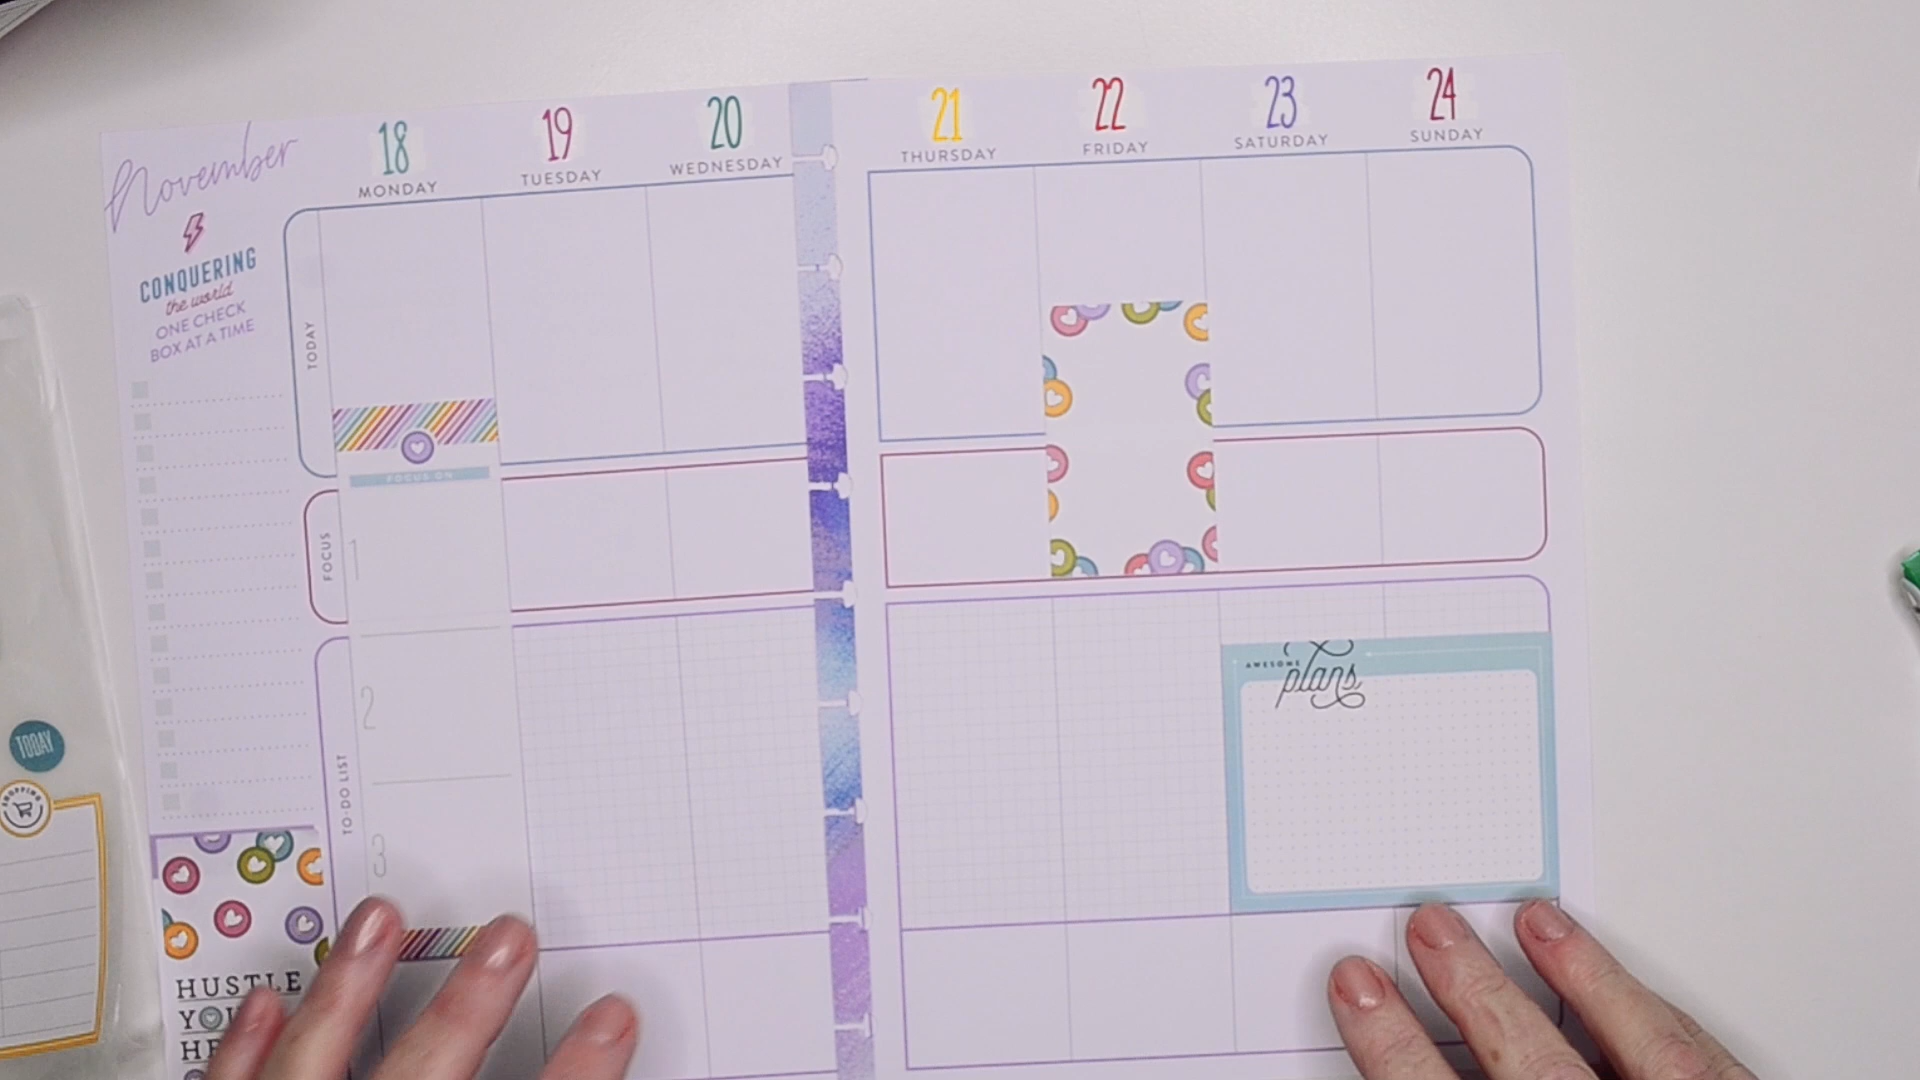 November
CONQUERING
the world
ONE CHECK
BOX AT A TIME
18
MONDAY
19
TUESDAY
20
WEDNESDAY
21
THURSDAY
22
FRIDAY
23
SATURDAY
24
SUNDAY
TODAY
FOCUS
TO-DO LIST
FOCUS ON
1
2
3
AWESOME
plans
TODAY
SHOPPING
HUSTLE